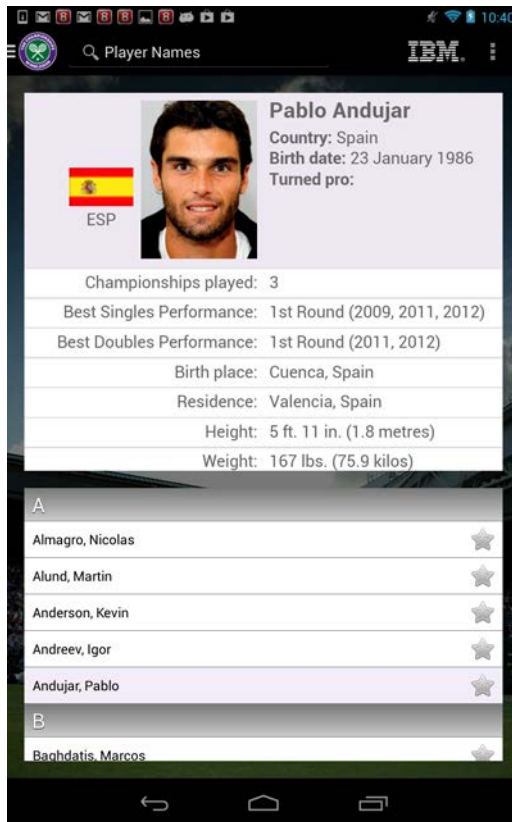 10:40
Player Names
IBM.
Pablo Andujar
Country: Spain
Birth date: 23 January 1986
Turned pro:
ESP
Championships played: 3
Best Singles Performance: 1st Round (2009, 2011, 2012)
Best Doubles Performance: 1st Round (2011, 2012)
Birth place: Cuenca, Spain
Residence: Valencia, Spain
Height: 5 ft. 11 in. (1.8 metres)
Weight: 167 lbs. (75.9 kilos)
A
Almagro, Nicolas
Alund, Martin
Anderson, Kevin
Andreev, Igor
Andujar, Pablo
B
Baghdatis, Marcos